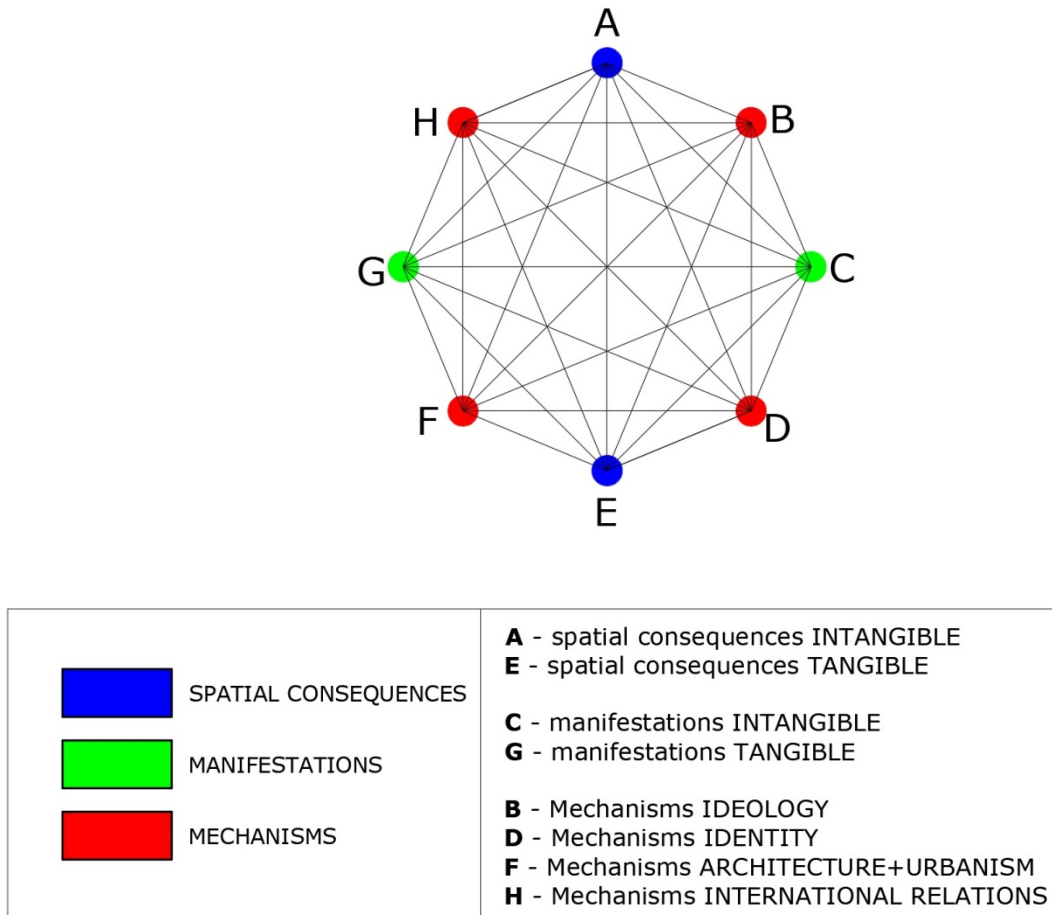 A
H
B
G
C
F
D
E
SPATIAL CONSEQUENCES
MANIFESTATIONS
MECHANISMS
A - spatial consequences INTANGIBLE
E - spatial consequences TANGIBLE
C - manifestations INTANGIBLE
G - manifestations TANGIBLE
B - Mechanisms IDEOLOGY
D - Mechanisms IDENTITY
F - Mechanisms ARCHITECTURE+URBANISM
H - Mechanisms INTERNATIONAL RELATIONS